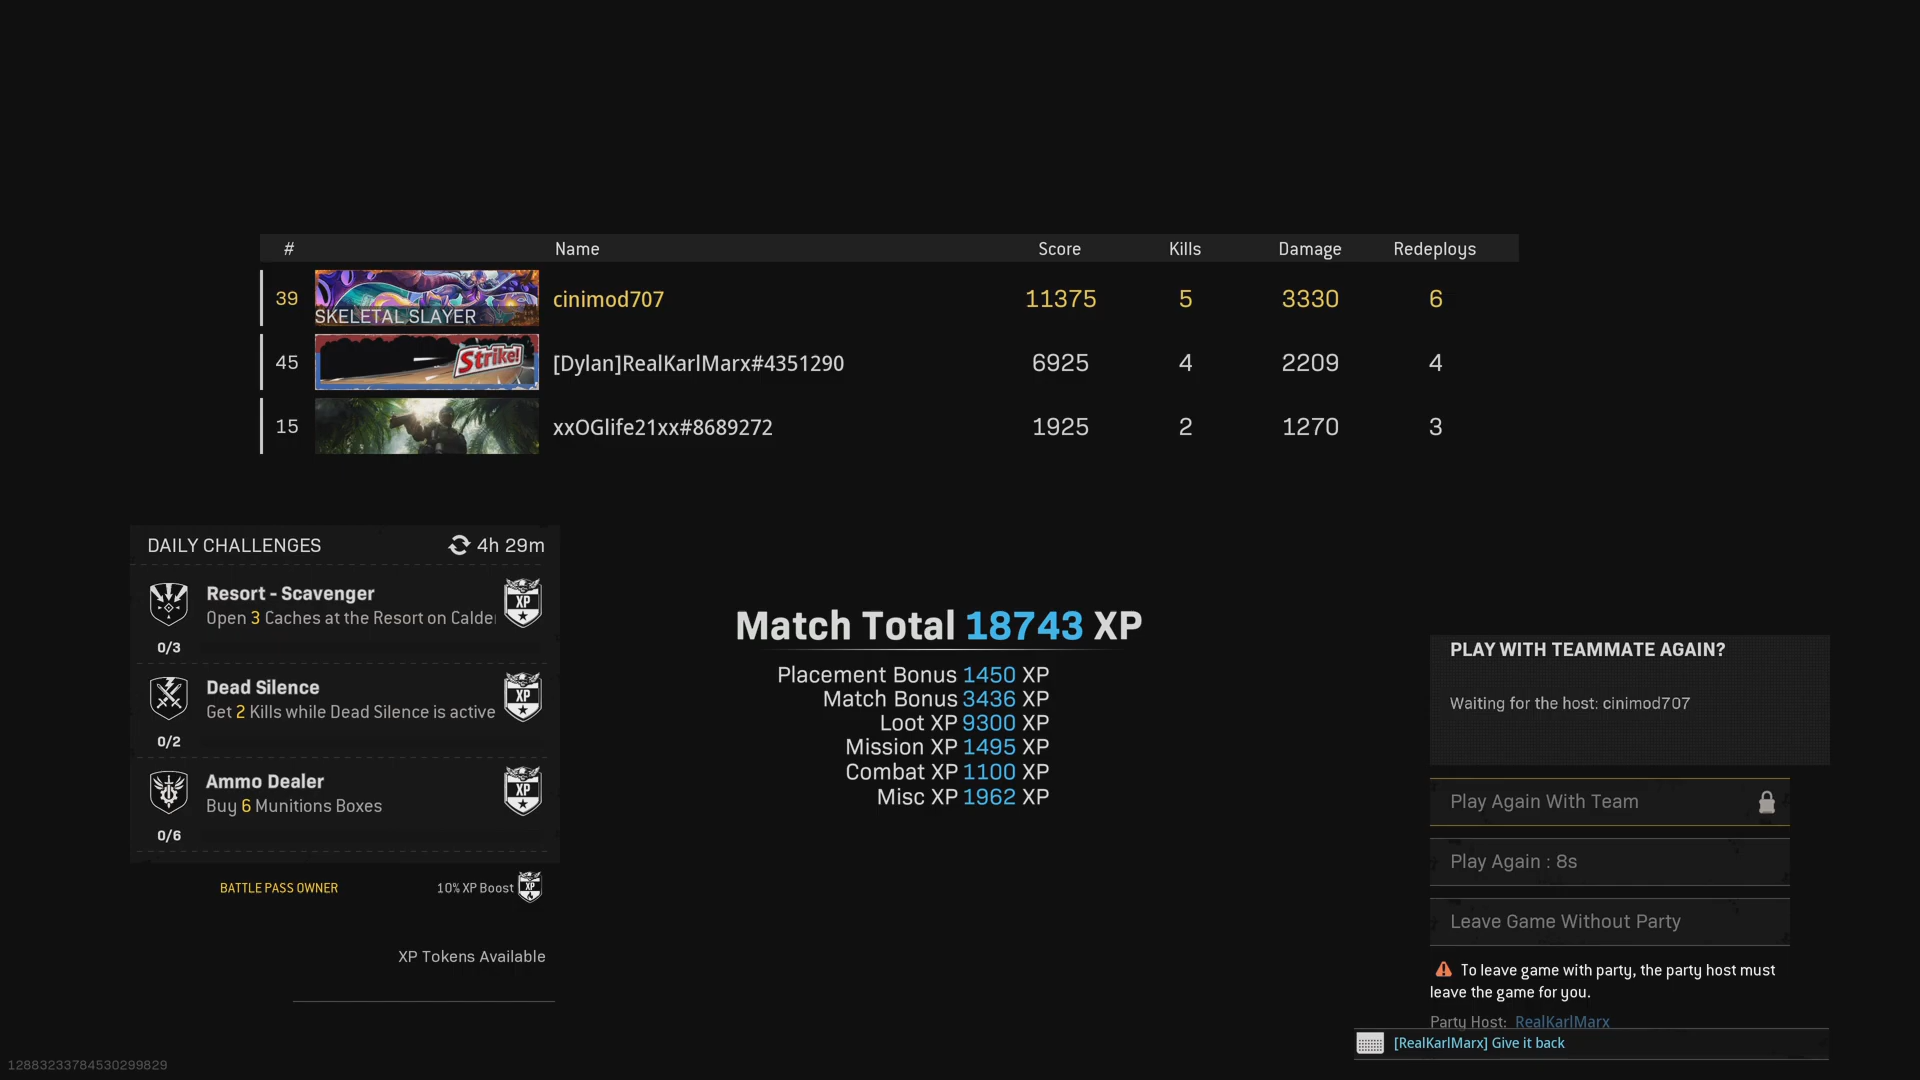 # Name Score Kills Damage Redeploys
39 SKELETAL SLAYER cinimod707 11375 5 3330 6
45 Strike! [Dylan]RealKarlMarx#4351290 6925 4 2209 4
15 xxOGlife21xx#8689272 1925 2 1270 3
DAILY CHALLENGES 4h 29m
Resort - Scavenger XP
Open 3 Caches at the Resort on Calder
0/3
Dead Silence XP
Get 2 Kills while Dead Silence is active
0/2
Ammo Dealer XP
Buy 6 Munitions Boxes
0/6
BATTLE PASS OWNER 10% XP Boost XP
XP Tokens Available
Match Total 18743 XP
Placement Bonus 1450 XP
Match Bonus 3436 XP
Loot XP 9300 XP
Mission XP 1495 XP
Combat XP 1100 XP
Misc XP 1962 XP
PLAY WITH TEAMMATE AGAIN?
Waiting for the host: cinimod707
Play Again With Team
Play Again : 8s
Leave Game Without Party
To leave game with party, the party host must
leave the game for you.
Party Host: RealKarlMarx
[RealKarlMarx] Give it back
12883233784530299829